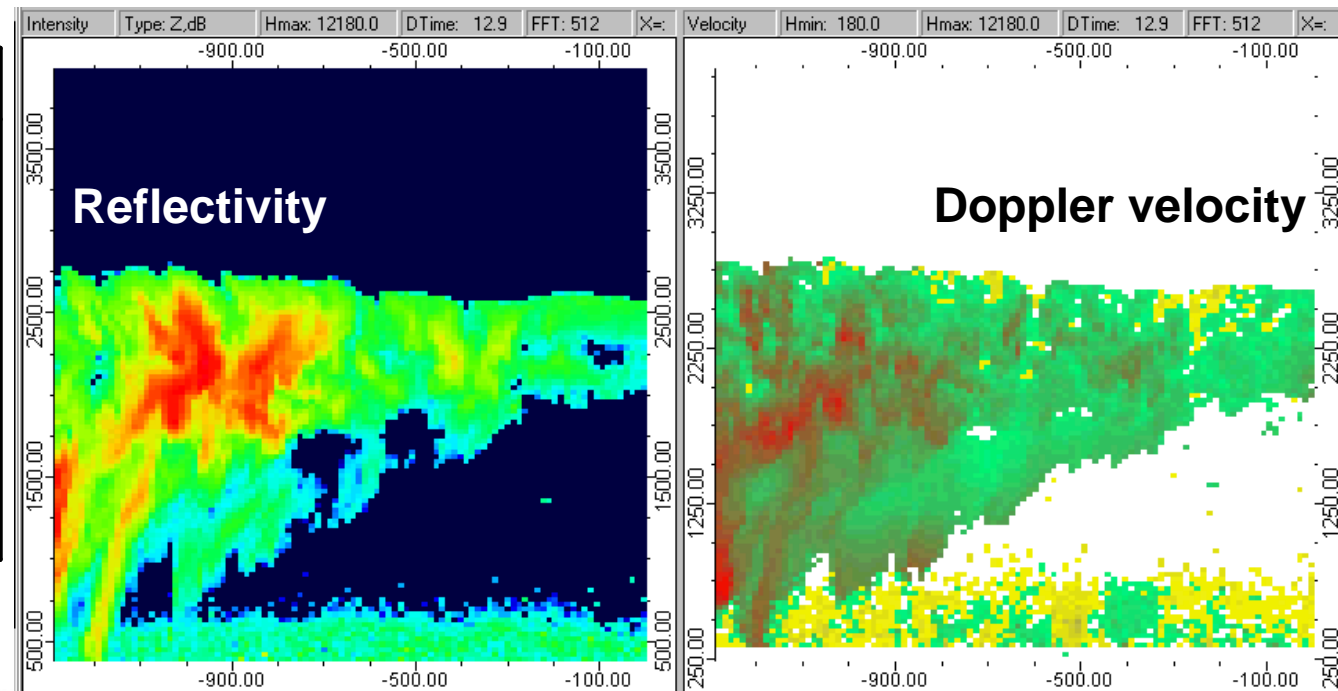 Intensity Type: Z,dB Hmax: 12180.0 DTime: 12.9 FFT: 512 X=:
-900.00 -500.00 -100.00
3500.00 3500.00
Reflectivity
2500.00 2500.00
1500.00 1500.00
500.00 500.00
-900.00 -500.00 -100.00
Velocity Hmin: 180.0 Hmax: 12180.0 DTime: 12.9 FFT: 512 X=:
-900.00 -500.00 -100.00
3250.00 3250.00
Doppler velocity
2250.00 2250.00
1250.00 1250.00
250.00 250.00
-900.00 -500.00 -100.00